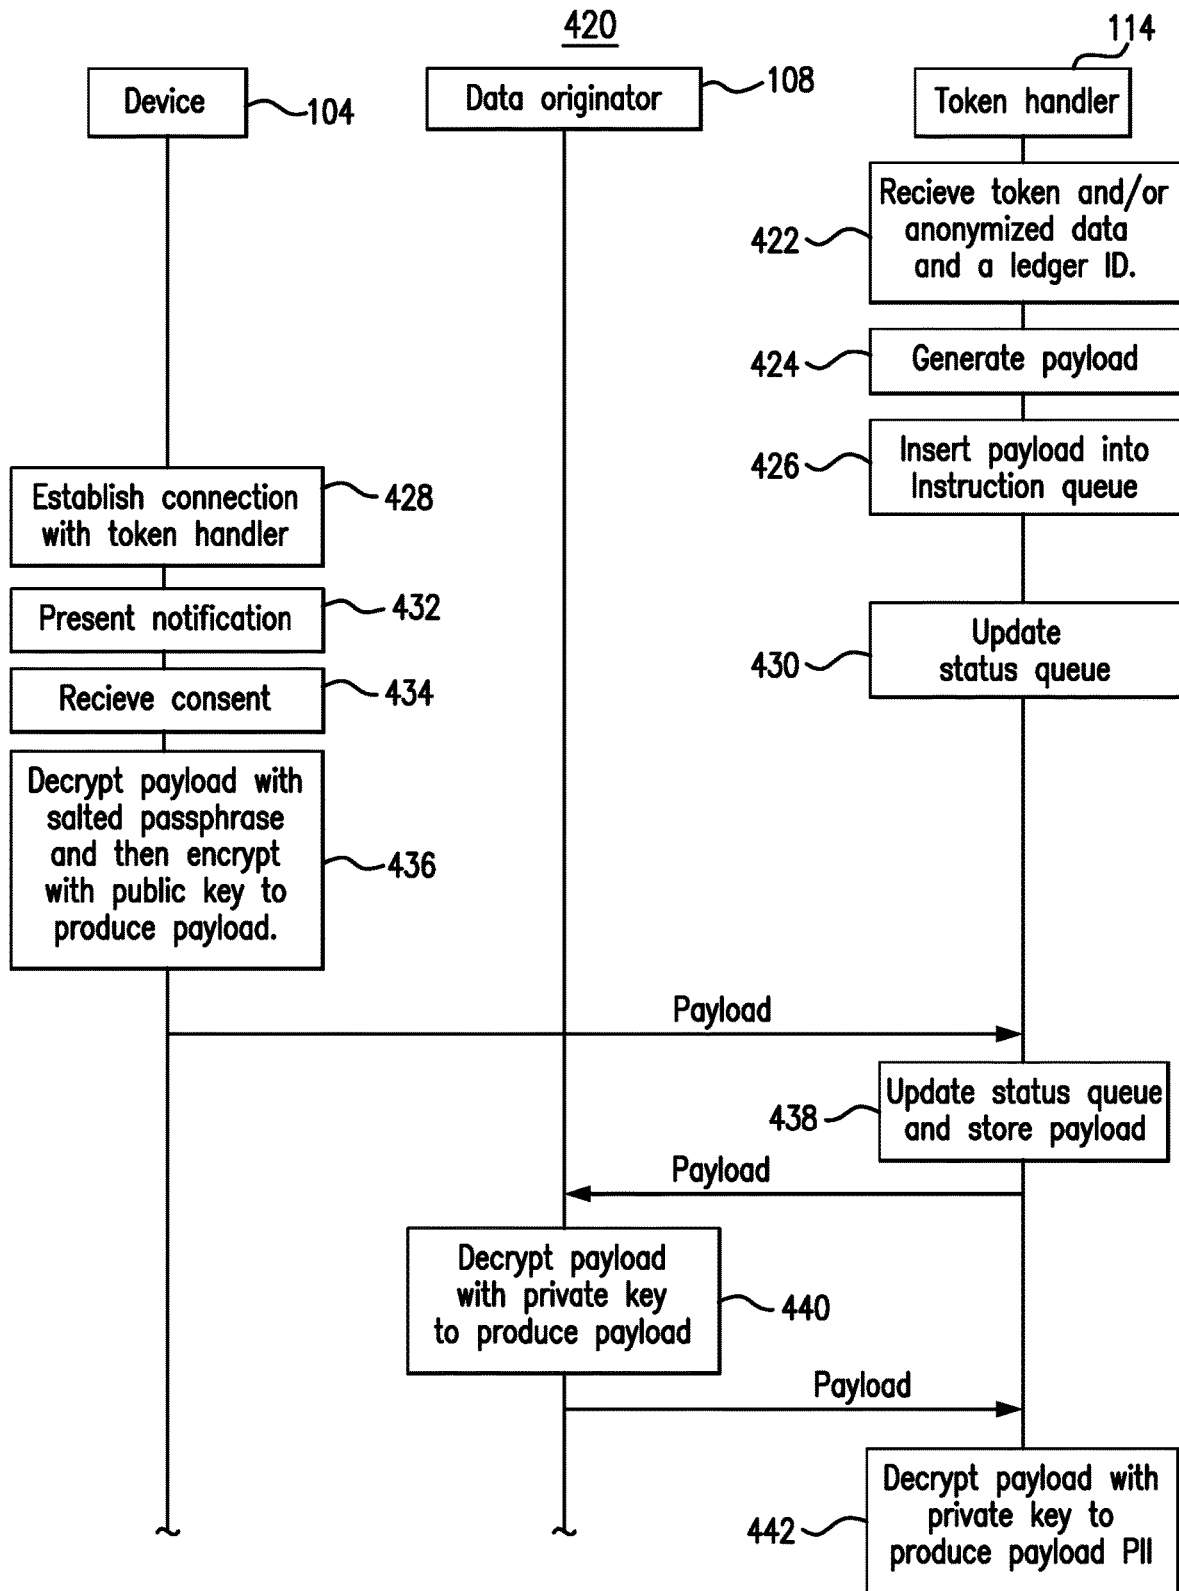 420
114
Device
104
Data originator
108
Token handler
Recieve token and/or
anonymized data
and a ledger ID.
422
Generate payload
424
Insert payload into
Instruction queue
426
Establish connection
with token handler
428
Present notification
432
Update
status queue
430
Recieve consent
434
Decrypt payload with
salted passphrase
and then encrypt
with public key to
produce payload.
436
Payload
Update status queue
and store payload
438
Payload
Decrypt payload
with private key
to produce payload
440
Payload
Decrypt payload with
private key to
produce payload PII
442